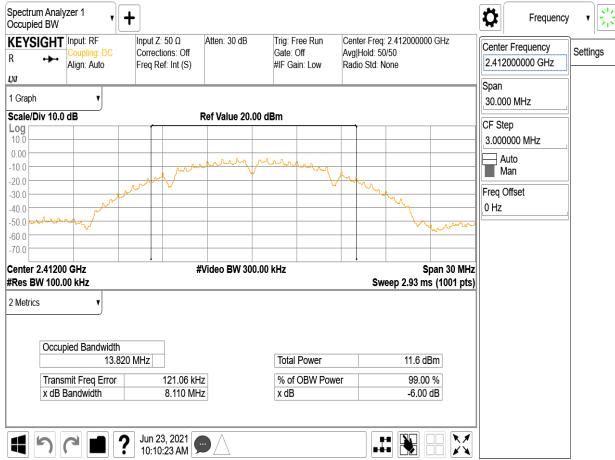 Spectrum Analyzer 1
Occupied BW
Frequency
KEYSIGHT
R
Input: RF
Coupling: DC
Align: Auto
Input Z: 50 Ω
Corrections: Off
Freq Ref: Int (S)
Atten: 30 dB
Trig: Free Run
Gate: Off
#IF Gain: Low
Center Freq: 2.412000000 GHz
Avg|Hold: 50/50
Radio Std: None
Center Frequency
2.412000000 GHz
Settings
Span
30.000 MHz
CF Step
3.000000 MHz
Auto
Man
Freq Offset
0 Hz
1 Graph
Scale/Div 10.0 dB
Ref Value 20.00 dBm
Log
10.0
0.00
-10.0
-20.0
-30.0
-40.0
-50.0
-60.0
-70.0
Center 2.41200 GHz
#Video BW 300.00 kHz
Span 30 MHz
#Res BW 100.00 kHz
Sweep 2.93 ms (1001 pts)
2 Metrics
Occupied Bandwidth
13.820 MHz
Total Power 11.6 dBm
Transmit Freq Error 121.06 kHz
% of OBW Power 99.00 %
x dB Bandwidth 8.110 MHz
x dB -6.00 dB
Jun 23, 2021
10:10:23 AM